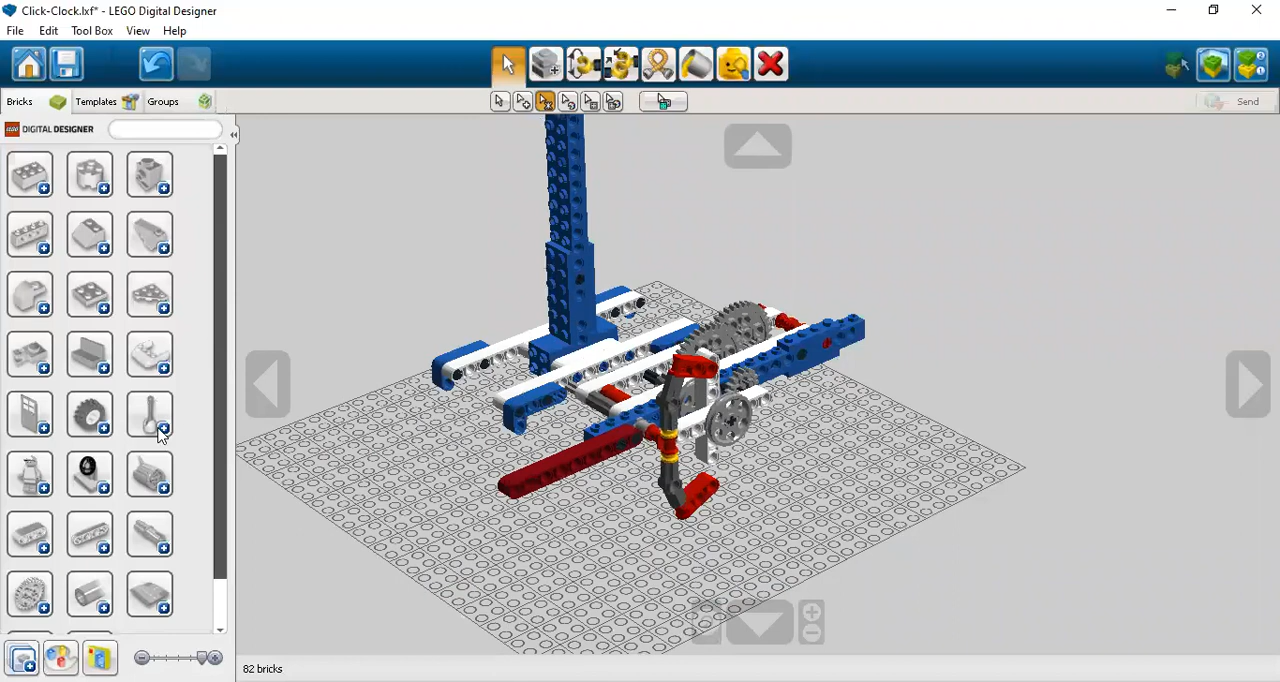 Click-Clock.lxf* - LEGO Digital Designer
File Edit Tool Box View Help
Bricks Templates Groups Send
LEGO DIGITAL DESIGNER
82 bricks